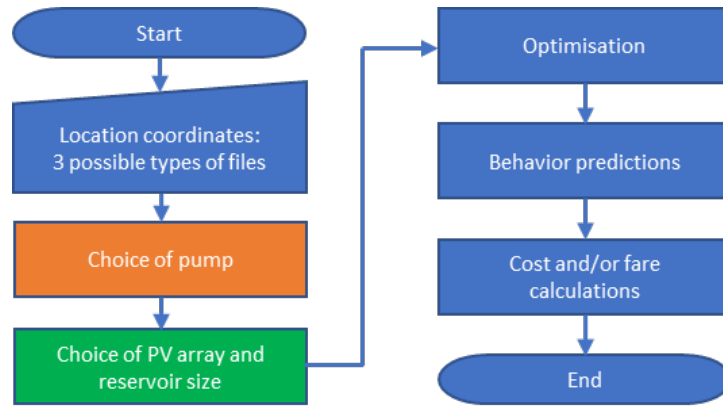 Start
Location coordinates:
3 possible types of files
Choice of pump
Choice of PV array and
reservoir size
Optimisation
Behavior predictions
Cost and/or fare
calculations
End